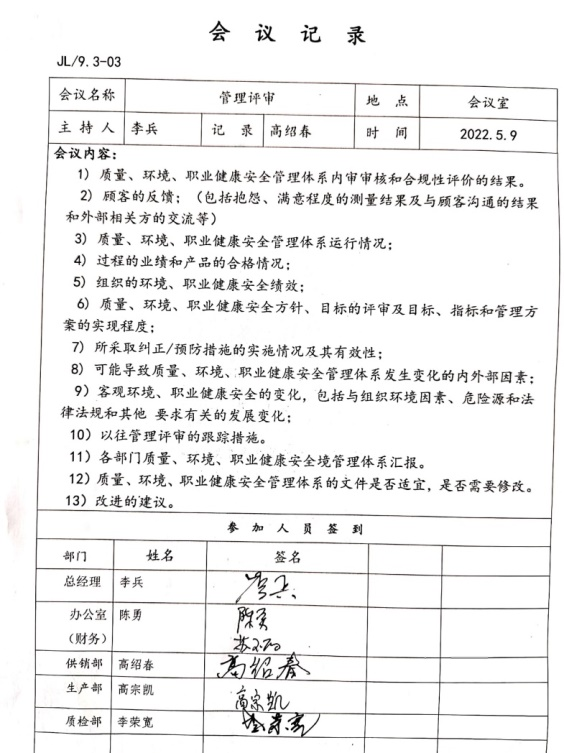 会议记录
JL/9.3-03
会议名称 管理评审 地点 会议室
主持人 李兵 记录 高绍春 时间 2022.5.9
会议内容：
1）质量、环境、职业健康安全管理体系内审审核和合规性评价的结果。
2）顾客的反馈；（包括抱怨、满意程度的测量结果及与顾客沟通的结果
和外部相关方的交流等）
3）质量、环境、职业健康安全管理体系运行情况；
4）过程的业绩和产品的合格情况；
5）组织的环境、职业健康安全绩效；
6）质量、环境、职业健康安全方针、目标的评审及目标、指标和管理方
案的实现程度；
7）所采取纠正/预防措施的实施情况及其有效性；
8）可能导致质量、环境、职业健康安全管理体系发生变化的内外部因素；
9）客观环境、职业健康安全的变化，包括与组织环境因素、危险源和法
律法规和其他 要求有关的发展变化；
10）以往管理评审的跟踪措施。
11）各部门质量、环境、职业健康安全境管理体系汇报。
12）质量、环境、职业健康安全管理体系的文件是否适宜，是否需要修改。
13）改进的建议。
参加人员签到
部门 姓名 签名
总经理 李兵 李兵
办公室 陈勇 陈勇
（财务）
供销部 高绍春 高绍春
生产部 高宗凯 高宗凯
质检部 李荣宽 李荣宽